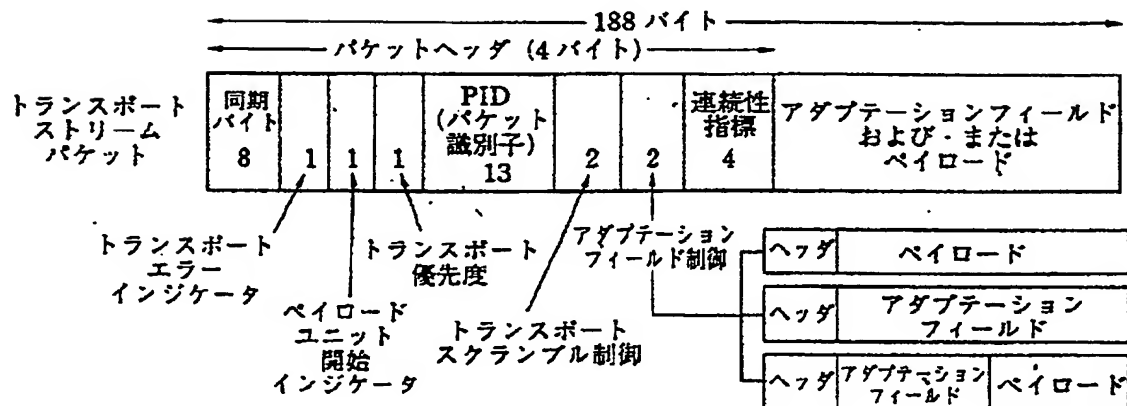 188 バイト
パケットヘッダ (4 バイト)
トランスポート
ストリーム
パケット
同期
バイト
8
1
1
1
PID
(パケット
識別子)
13
2
2
連続性
指標
4
アダプテーションフィールド
および・または
ペイロード
トランスポート
エラー
インジケータ
ペイロード
ユニット
開始
インジケータ
トランスポート
優先度
トランスポート
スクランブル制御
アダプテーション
フィールド制御
ヘッダ
ペイロード
ヘッダ
アダプテーション
フィールド
ヘッダ
アダプテーション
フィールド
ペイロード